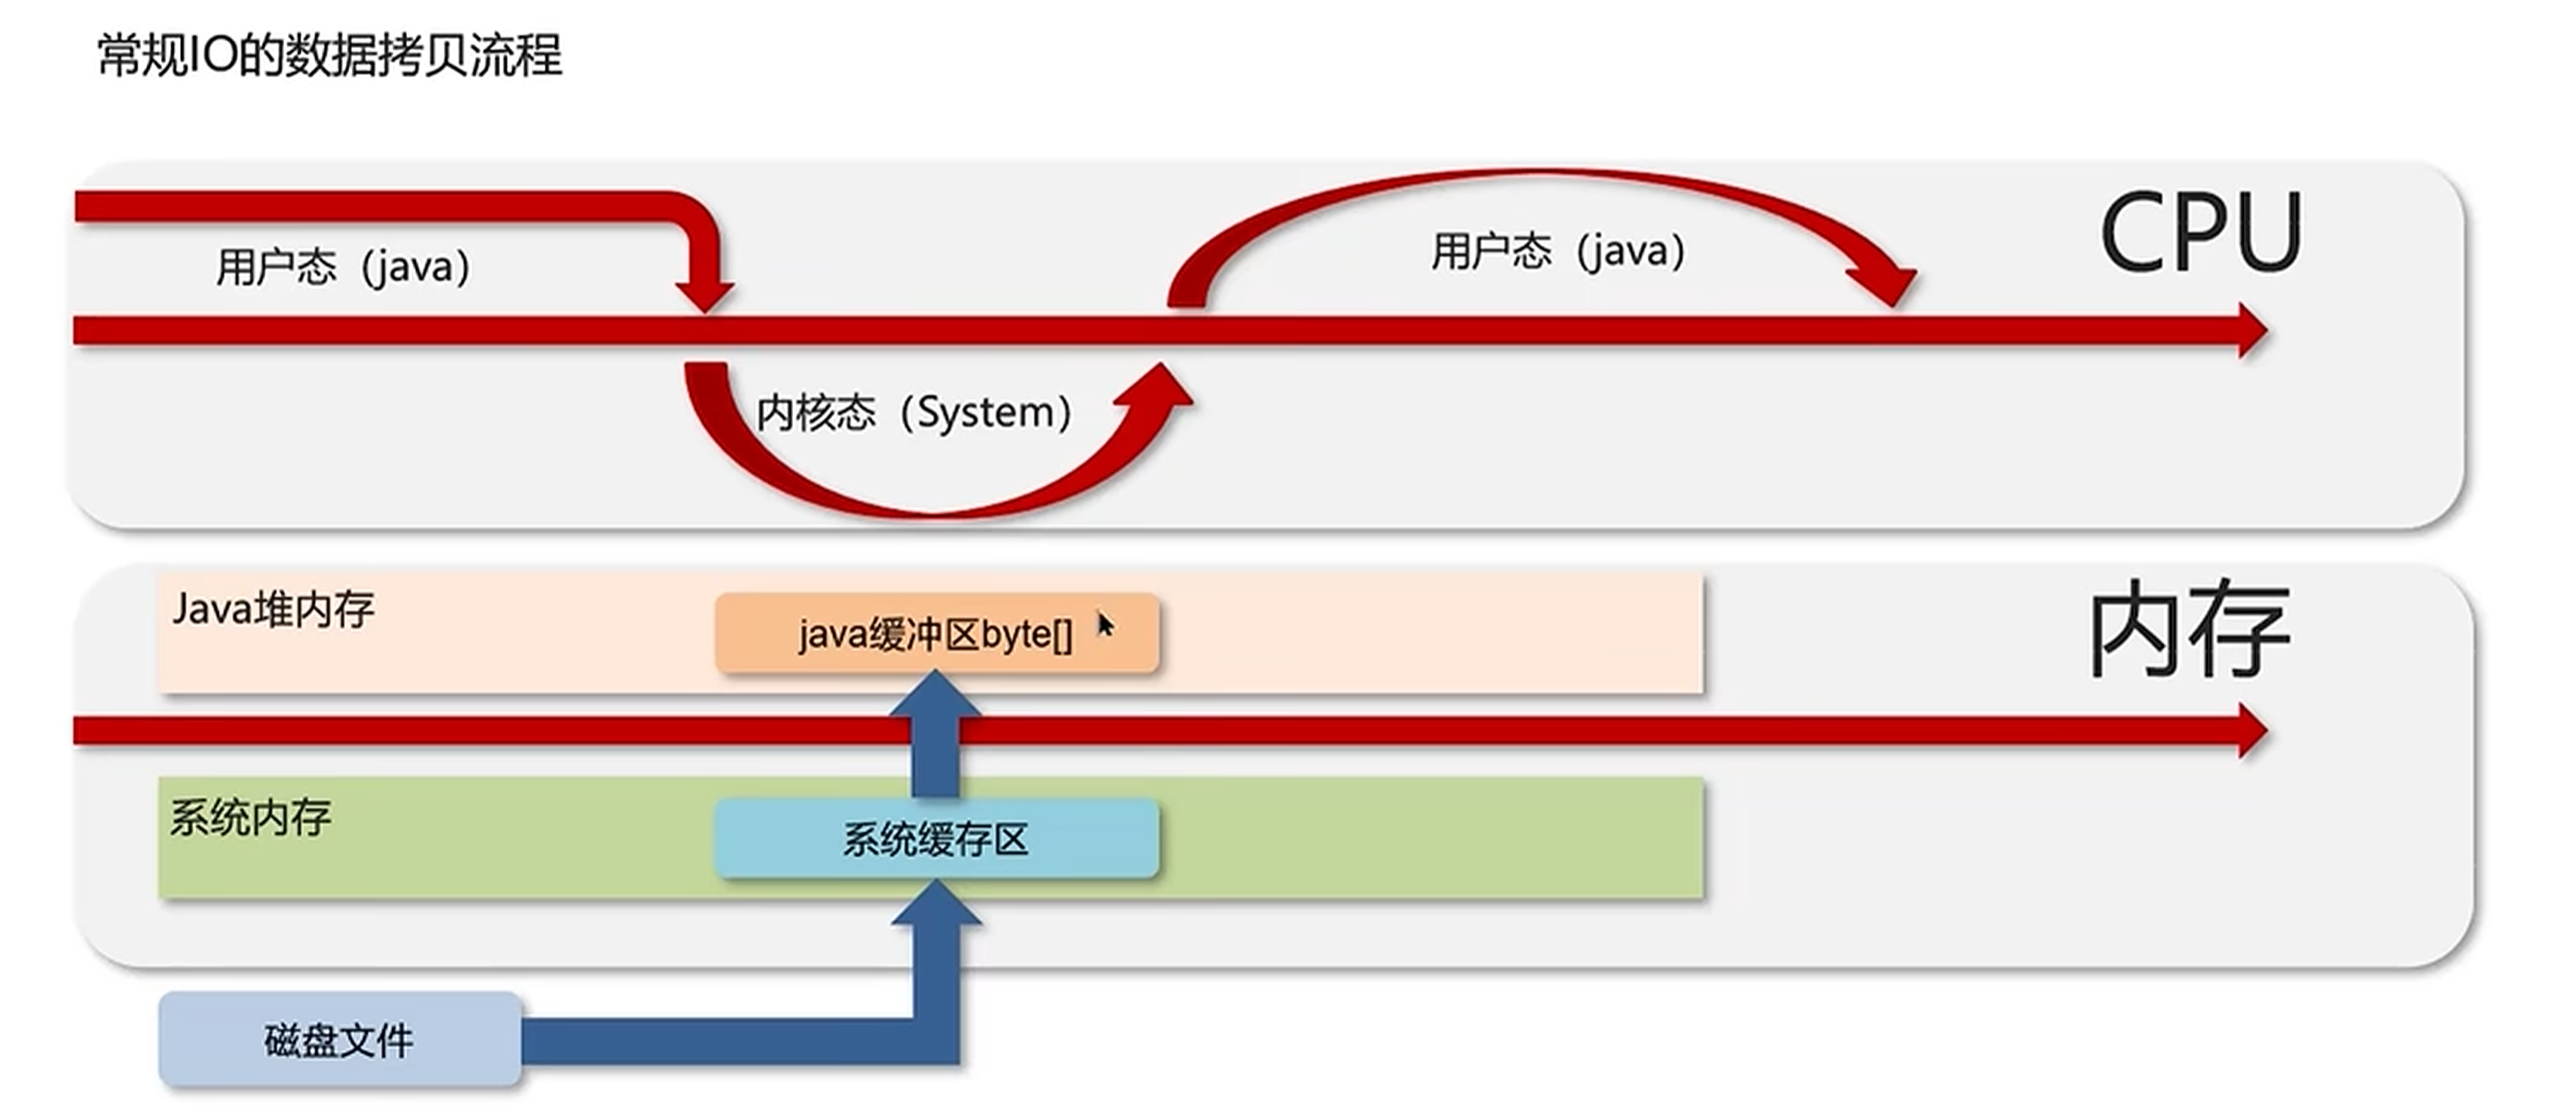 常规IO的数据拷贝流程
CPU
用户态（java）
用户态（java）
内核态（System）
Java堆内存
java缓冲区byte[]
内存
系统内存
系统缓存区
磁盘文件